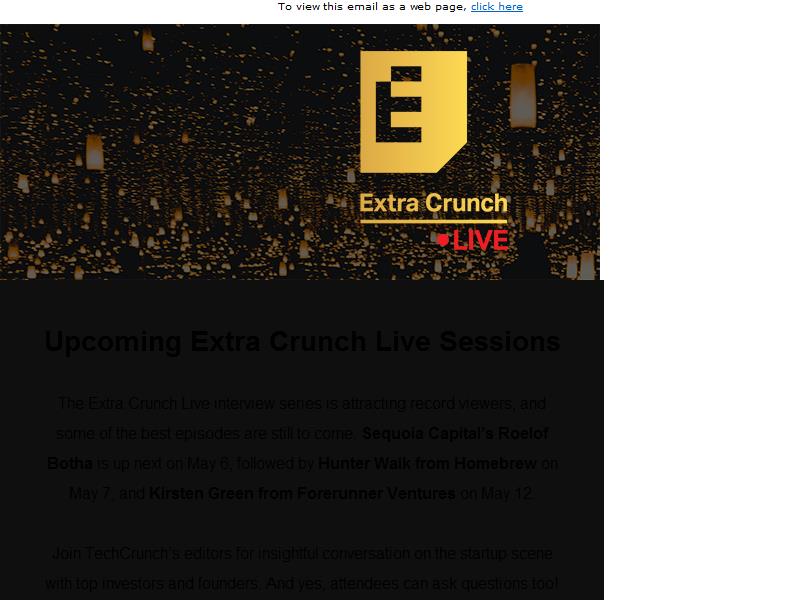 To view this email as a web page, click here
Extra Crunch
LIVE
Upcoming Extra Crunch Live Sessions
The Extra Crunch Live interview series is attracting record viewers, and
some of the best episodes are still to come. Sequoia Capital's Roelof
Botha is up next on May 6, followed by Hunter Walk from Homebrew on
May 7, and Kirsten Green from Forerunner Ventures on May 12.
Join TechCrunch's editors for insightful conversation on the startup scene
with top investors and founders. And yes, attendees can ask questions too!